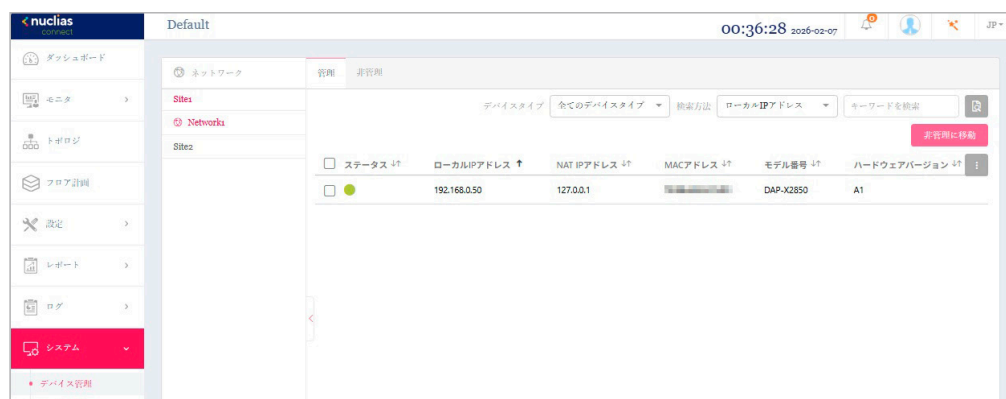 nuclias
connect
Default
00:36:28 2026-02-07
0
JP
ダッシュボード
モニタ
トポロジ
フロア計画
設定
レポート
ログ
システム
デバイス管理
ネットワーク
Site1
Network1
Site2
管理 非管理
デバイスタイプ 全てのデバイスタイプ 検索方法 ローカルIPアドレス キーワードを検索
非管理に移動
ステータス ローカルIPアドレス NAT IPアドレス MACアドレス モデル番号 ハードウェアバージョン
192.168.0.50 127.0.0.1 DAP-X2850 A1